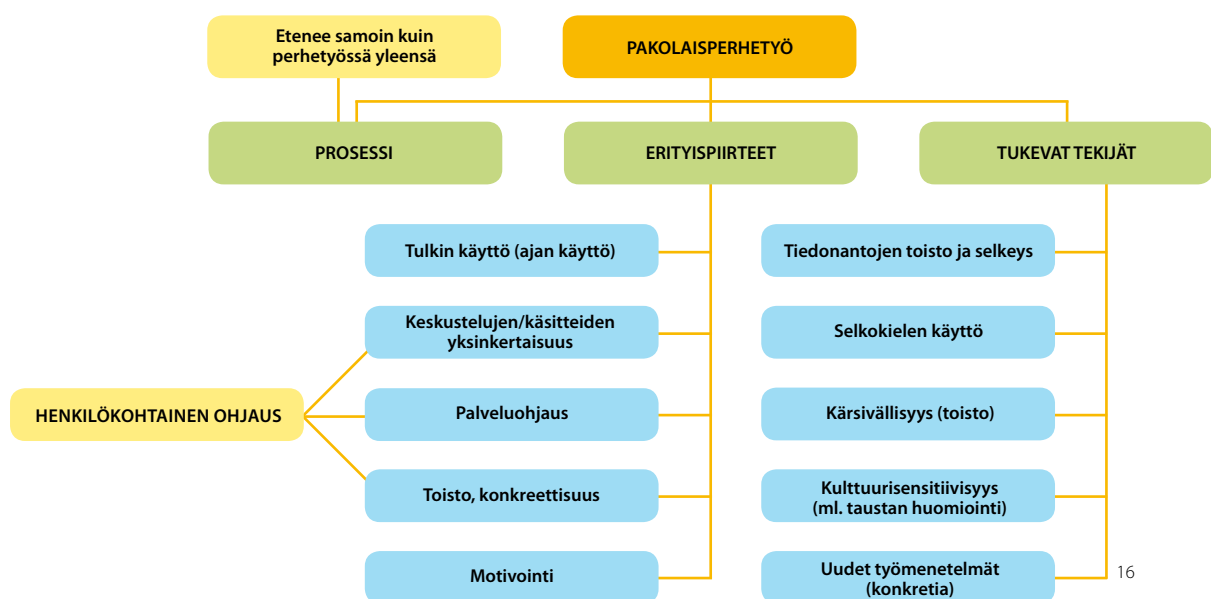 Etenee samoin kuin
perhetyössä yleensä
PAKOLAISPERHETYÖ
PROSESSI
ERITYISPIIRTEET
TUKEVAT TEKIJÄT
Tulkin käyttö (ajan käyttö)
Keskustelujen/käsitteiden
yksinkertaisuus
HENKILÖKOHTAINEN OHJAUS
Palveluohjaus
Toisto, konkreettisuus
Motivointi
Tiedonantojen toisto ja selkeys
Selkokielen käyttö
Kärsivällisyys (toisto)
Kulttuurisensitiivisyys
(ml. taustan huomiointi)
Uudet työmenetelmät
(konkretia)
16